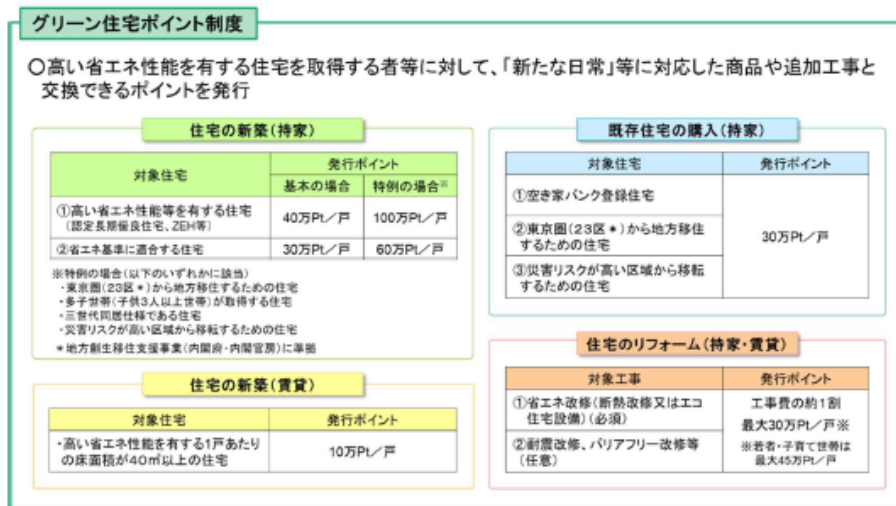 グリーン住宅ポイント制度
〇高い省エネ性能を有する住宅を取得する者等に対して、「新たな日常」等に対応した商品や追加工事と
交換できるポイントを発行
住宅の新築(持家)
対象住宅
発行ポイント
基本の場合
特例の場合※
①高い省エネ性能等を有する住宅
(認定長期優良住宅、ZEH等)
40万Pt/戸
100万Pt/戸
②省エネ基準に適合する住宅
30万Pt/戸
60万Pt/戸
※特例の場合(以下のいずれかに該当)
・東京圏(23区*)から地方移住するための住宅
・多子世帯(子供3人以上世帯)が取得する住宅
・三世代同居仕様である住宅
・災害リスクが高い区域から移転するための住宅
*地方創生移住支援事業(内閣府・内閣官房)に準拠
住宅の新築(賃貸)
対象住宅
発行ポイント
・高い省エネ性能を有する1戸あたり
の床面積が40㎡以上の住宅
10万Pt/戸
既存住宅の購入(持家)
対象住宅
発行ポイント
①空き家バンク登録住宅
②東京圏(23区*)から地方移住
するための住宅
③災害リスクが高い区域から移転
するための住宅
30万Pt/戸
住宅のリフォーム(持家・賃貸)
対象工事
発行ポイント
①省エネ改修(断熱改修又はエコ
住宅設備)(必須)
②耐震改修、バリアフリー改修等
(任意)
工事費の約1割
最大30万Pt/戸※
※若者・子育て世帯は
最大45万Pt/戸